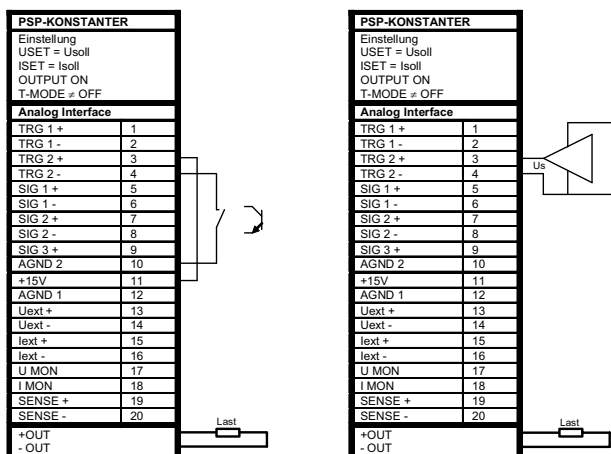 PSP-KONSTANTER
Einstellung
USET = Usoll
ISET = Isoll
OUTPUT ON
T-MODE ≠ OFF
Analog Interface
TRG 1 + 1
TRG 1 - 2
TRG 2 + 3
TRG 2 - 4
SIG 1 + 5
SIG 1 - 6
SIG 2 + 7
SIG 2 - 8
SIG 3 + 9
AGND 2 10
+15V 11
AGND 1 12
Uext + 13
Uext - 14
Iext + 15
Iext - 16
U MON 17
I MON 18
SENSE + 19
SENSE - 20
+OUT
- OUT
Last
PSP-KONSTANTER
Einstellung
USET = Usoll
ISET = Isoll
OUTPUT ON
T-MODE ≠ OFF
Analog Interface
TRG 1 + 1
TRG 1 - 2
TRG 2 + 3
TRG 2 - 4
SIG 1 + 5
SIG 1 - 6
SIG 2 + 7
SIG 2 - 8
SIG 3 + 9
AGND 2 10
+15V 11
AGND 1 12
Uext + 13
Uext - 14
Iext + 15
Iext - 16
U MON 17
I MON 18
SENSE + 19
SENSE - 20
+OUT
- OUT
Us
Last